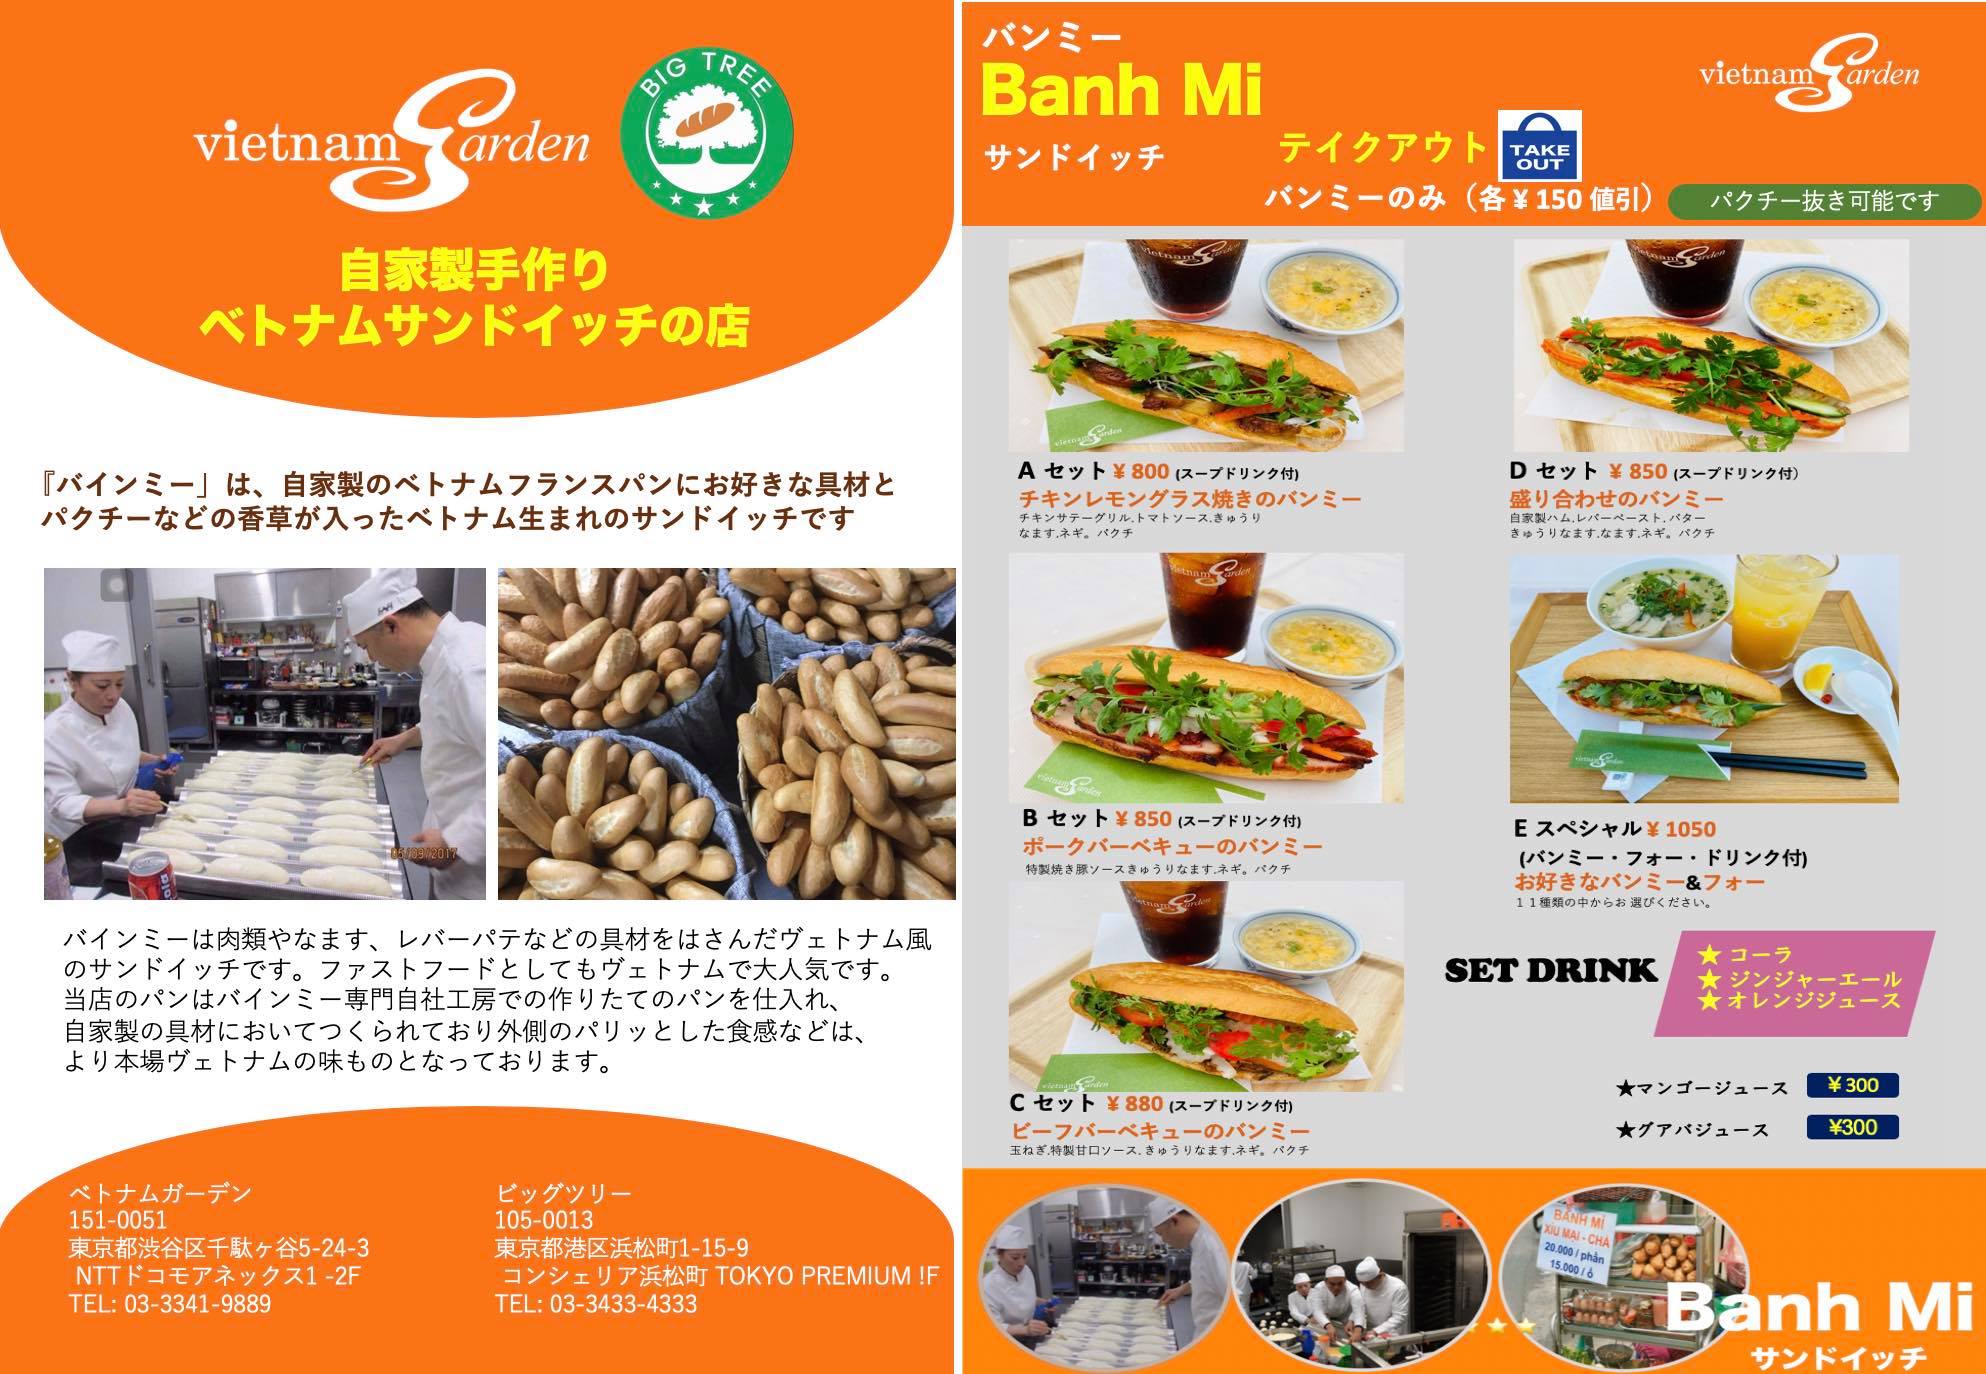 vietnam Garden
BIG TREE
自家製手作り
ベトナムサンドイッチの店
『バインミー」は、自家製のベトナムフランスパンにお好きな具材と
パクチーなどの香草が入ったベトナム生まれのサンドイッチです
05/09/2017
バインミーは肉類やなます、レバーパテなどの具材をはさんだヴェトナム風
のサンドイッチです。ファストフードとしてもヴェトナムで大人気です。
当店のパンはバインミー専門自社工房での作りたてのパンを仕入れ、
自家製の具材においてつくられており外側のパリッとした食感などは、
より本場ヴェトナムの味ものとなっております。
ベトナムガーデン
151-0051
東京都渋谷区千駄ヶ谷5-24-3
NTTドコモアネックス1 -2F
TEL: 03-3341-9889
ビッグツリー
105-0013
東京都港区浜松町1-15-9
コンシェリア浜松町 TOKYO PREMIUM !F
TEL: 03-3433-4333
バンミー
Banh Mi
サンドイッチ
vietnam Garden
テイクアウト
TAKE
OUT
バンミーのみ（各 ¥ 150 値引）
パクチー抜き可能です
vietnam Garden
vietnam Garden
A セット ¥ 800 (スープドリンク付)
チキンレモングラス焼きのバンミー
チキンサテーグリル.トマトソース.きゅうり
なます.ネギ。パクチ
vietnam Garden
vietnam Garden
B セット ¥ 850 (スープドリンク付)
ポークバーベキューのバンミー
特製焼き豚ソースきゅうりなます.ネギ。パクチ
vietnam Garden
vietnam Garden
C セット ¥ 880 (スープドリンク付)
ビーフバーベキューのバンミー
玉ねぎ.特製甘口ソース. きゅうりなます.ネギ。パクチ
vietnam Garden
D セット ¥ 850 (スープドリンク付）
盛り合わせのバンミー
自家製ハム.レバーペースト. バター
きゅうりなます.なます.ネギ。パクチ
vietnam Garden
E スペシャル ¥ 1050
(バンミー・フォー・ドリンク付)
お好きなバンミー&フォー
１１種類の中からお 選びください。
SET DRINK
★ コーラ
★ ジンジャーエール
★ オレンジジュース
★マンゴージュース ¥ 300
★グアバジュース ¥300
BÁNH MÌ
XÍU MẠI - CHẢ
20.000 / phần
15.000 / ổ
Banh Mi
サンドイッチ